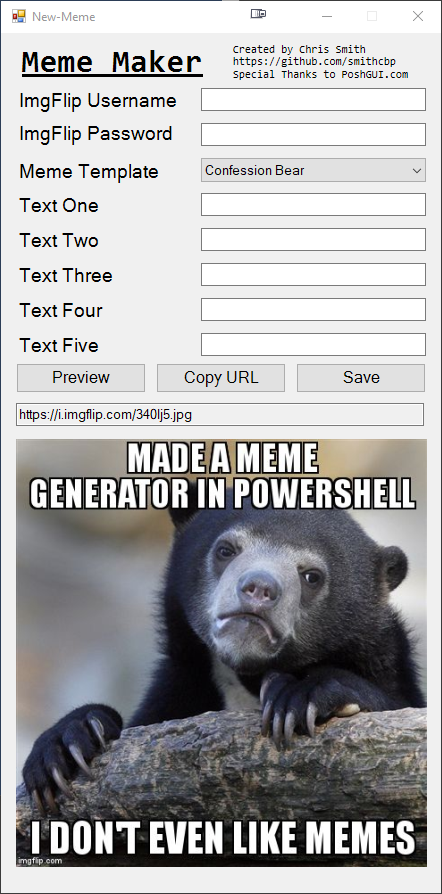 New-Meme
Meme Maker
Created by Chris Smith
https://github.com/smithcbp
Special Thanks to PoshGUI.com
ImgFlip Username
ImgFlip Password
Meme Template
Confession Bear
Text One
Text Two
Text Three
Text Four
Text Five
Preview
Copy URL
Save
https://i.imgflip.com/340lj5.jpg
MADE A MEME
GENERATOR IN POWERSHELL
I DON'T EVEN LIKE MEMES
imgflip.com